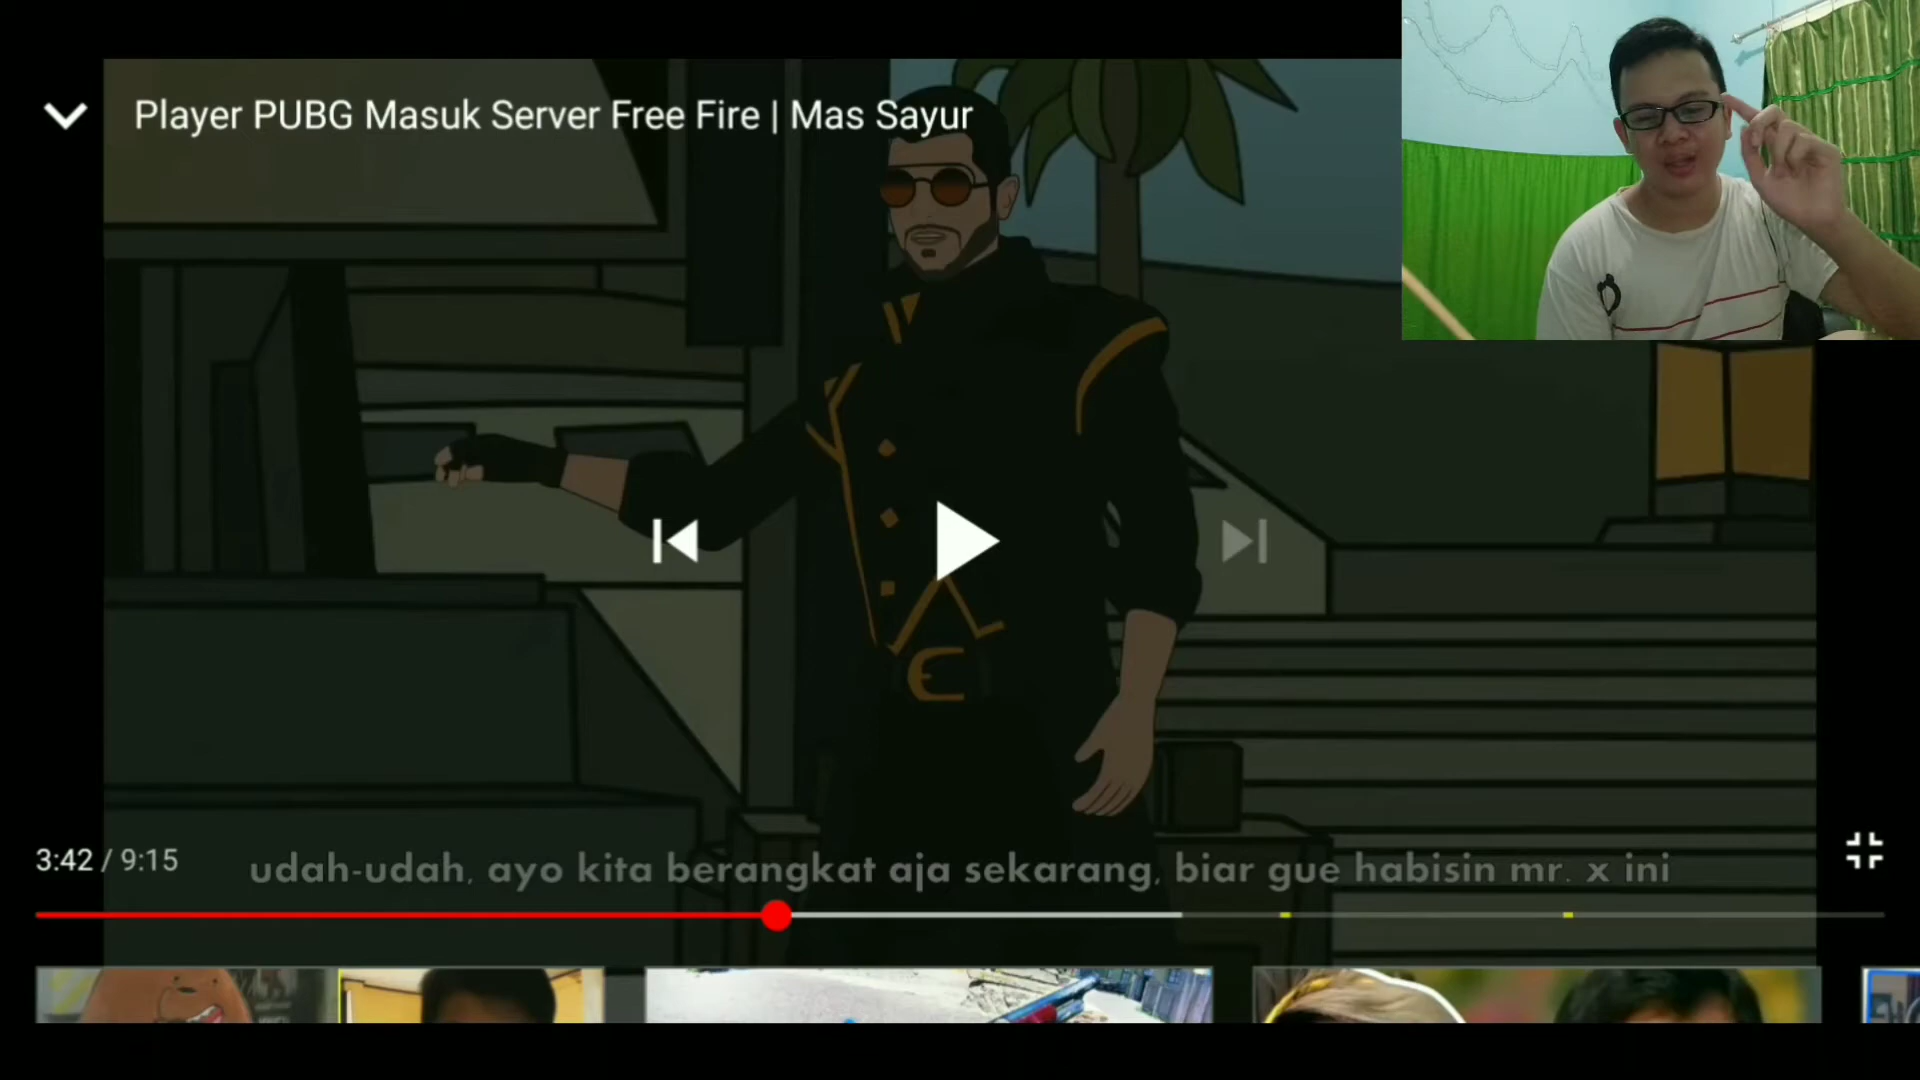 Player PUBG Masuk Server Free Fire | Mas Sayur
3:42 / 9:15
udah-udah, ayo kita berangkat aja sekarang, biar gue habisin mr. x ini